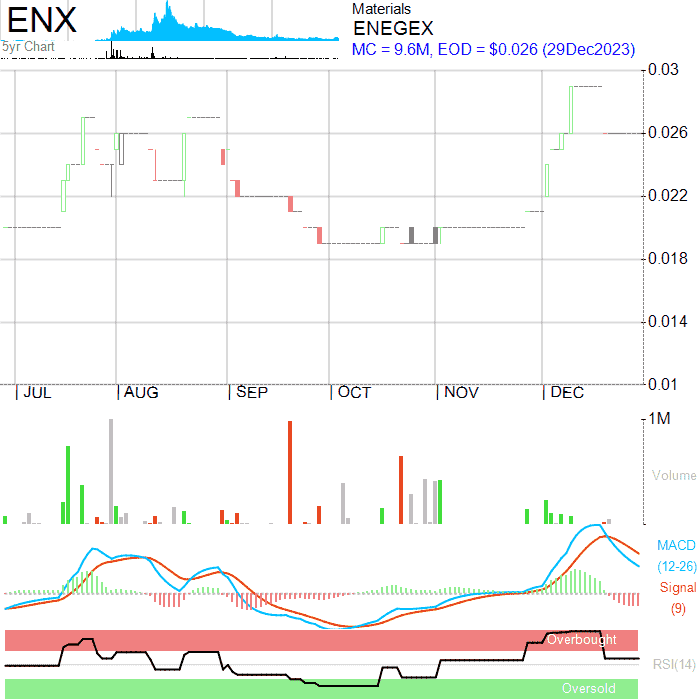 ENX
5yr Chart
Materials
ENEGEX
MC = 9.6M, EOD = $0.026 (29Dec2023)
0.03
0.026
0.022
0.018
0.014
0.01
JUL AUG SEP OCT NOV DEC
1M
Volume
MACD
(12-26)
Signal
(9)
Overbought
RSI(14)
Oversold